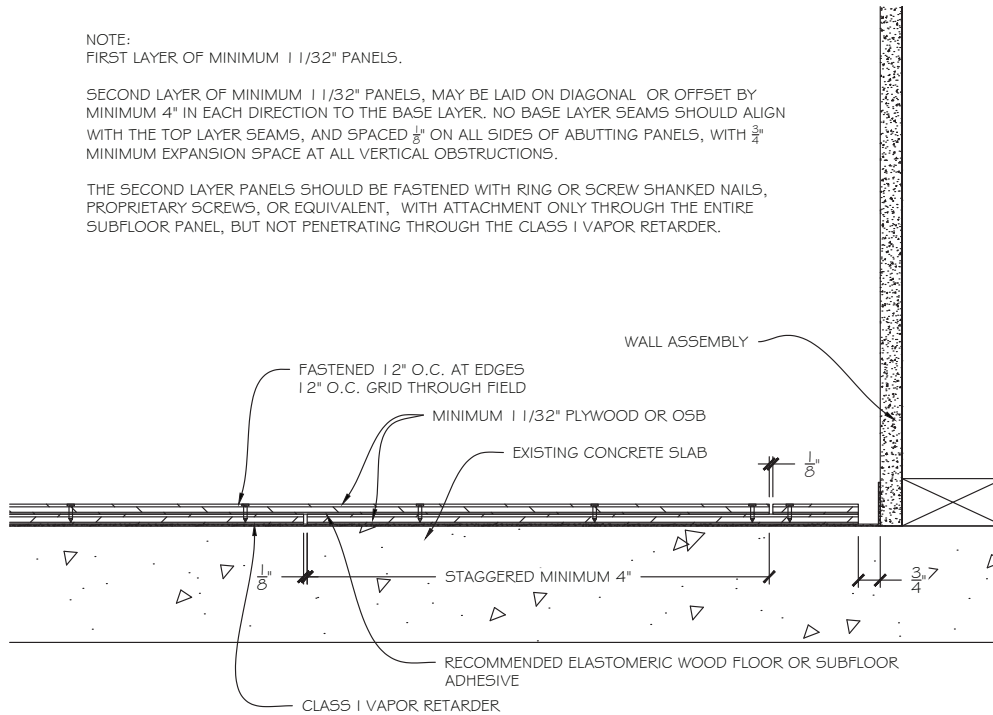 NOTE:
FIRST LAYER OF MINIMUM 11/32" PANELS.
SECOND LAYER OF MINIMUM 11/32" PANELS, MAY BE LAID ON DIAGONAL OR OFFSET BY
MINIMUM 4" IN EACH DIRECTION TO THE BASE LAYER. NO BASE LAYER SEAMS SHOULD ALIGN
WITH THE TOP LAYER SEAMS, AND SPACED 1/8" ON ALL SIDES OF ABUTTING PANELS, WITH 3/4"
MINIMUM EXPANSION SPACE AT ALL VERTICAL OBSTRUCTIONS.
THE SECOND LAYER PANELS SHOULD BE FASTENED WITH RING OR SCREW SHANKED NAILS,
PROPRIETARY SCREWS, OR EQUIVALENT, WITH ATTACHMENT ONLY THROUGH THE ENTIRE
SUBFLOOR PANEL, BUT NOT PENETRATING THROUGH THE CLASS I VAPOR RETARDER.
WALL ASSEMBLY
FASTENED 12" O.C. AT EDGES
12" O.C. GRID THROUGH FIELD
MINIMUM 11/32" PLYWOOD OR OSB
EXISTING CONCRETE SLAB
1/8"
1/8"
STAGGERED MINIMUM 4"
3/4"
RECOMMENDED ELASTOMERIC WOOD FLOOR OR SUBFLOOR
ADHESIVE
CLASS I VAPOR RETARDER